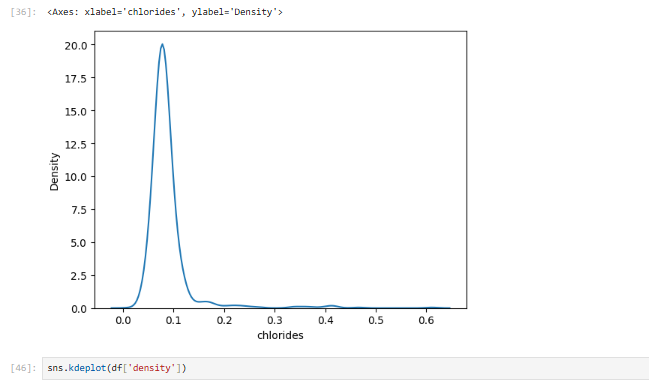 [36]: <Axes: xlabel='chlorides', ylabel='Density'>
20.0
17.5
15.0
12.5
10.0
7.5
5.0
2.5
0.0
Density
0.0 0.1 0.2 0.3 0.4 0.5 0.6
chlorides
[46]: sns.kdeplot(df['density'])